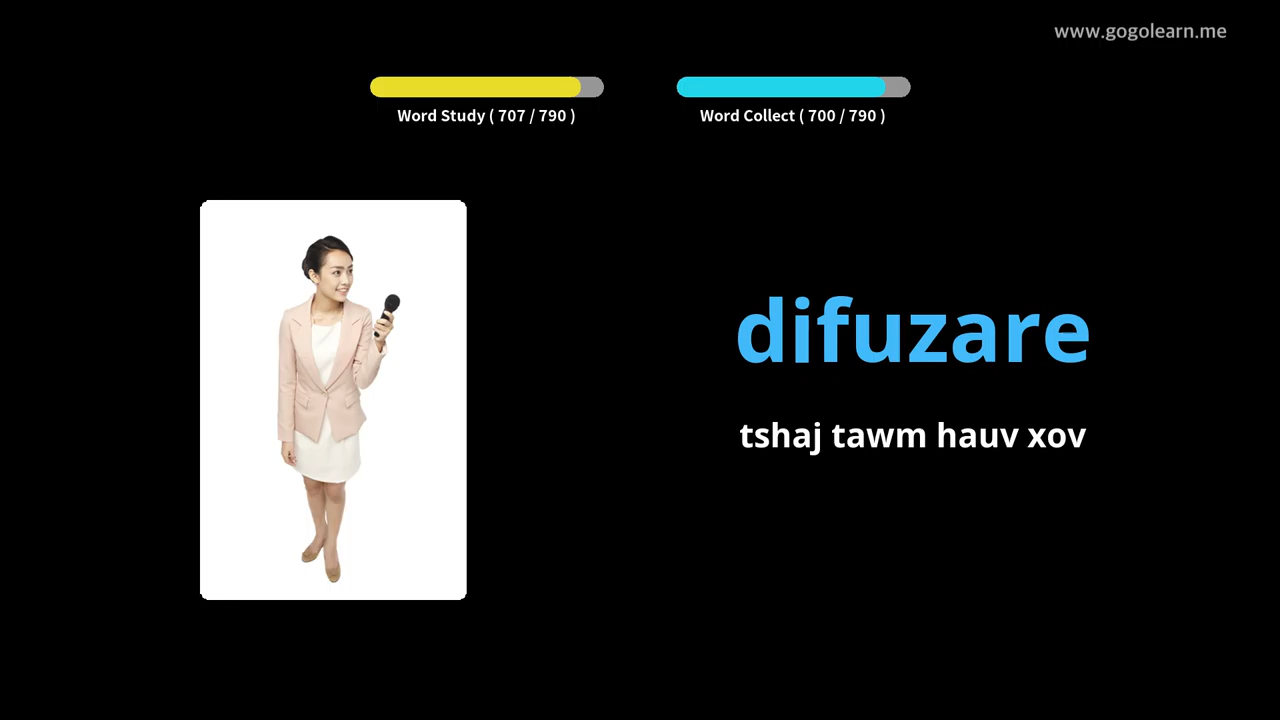 www.gogolearn.me
Word Study ( 707 / 790 )
Word Collect ( 700 / 790 )
difuzare
tshaj tawm hauv xov